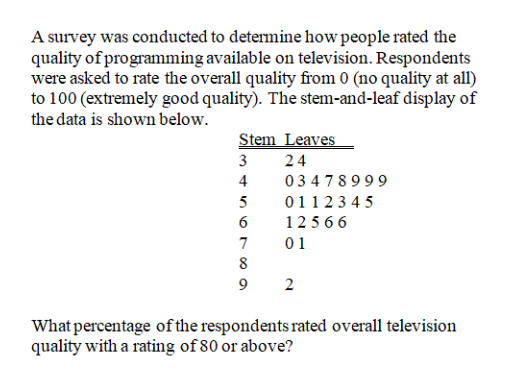 A survey was conducted to determine how people rated the
quality of programming available on television. Respondents
were asked to rate the overall quality from 0 (no quality at all)
to 100 (extremely good quality). The stem-and-leaf display of
the data is shown below.
Stem Leaves
3 2 4
4 0 3 4 7 8 9 9 9
5 0 1 1 2 3 4 5
6 1 2 5 6 6
7 0 1
8
9 2
What percentage of the respondents rated overall television
quality with a rating of 80 or above?